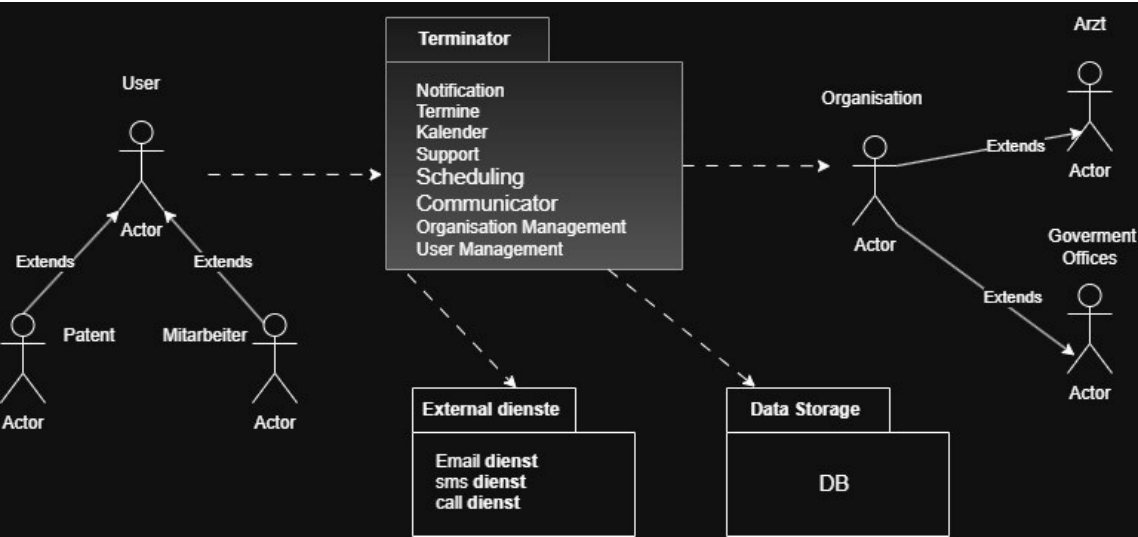 Terminator
Notification
Termine
Kalender
Support
Scheduling
Communicator
Organisation Management
User Management
User
Actor
Extends
Extends
Patent
Mitarbeiter
Actor
Actor
Organisation
Actor
Arzt
Extends
Actor
Goverment
Offices
Extends
Actor
External dienste
Email dienst
sms dienst
call dienst
Data Storage
DB